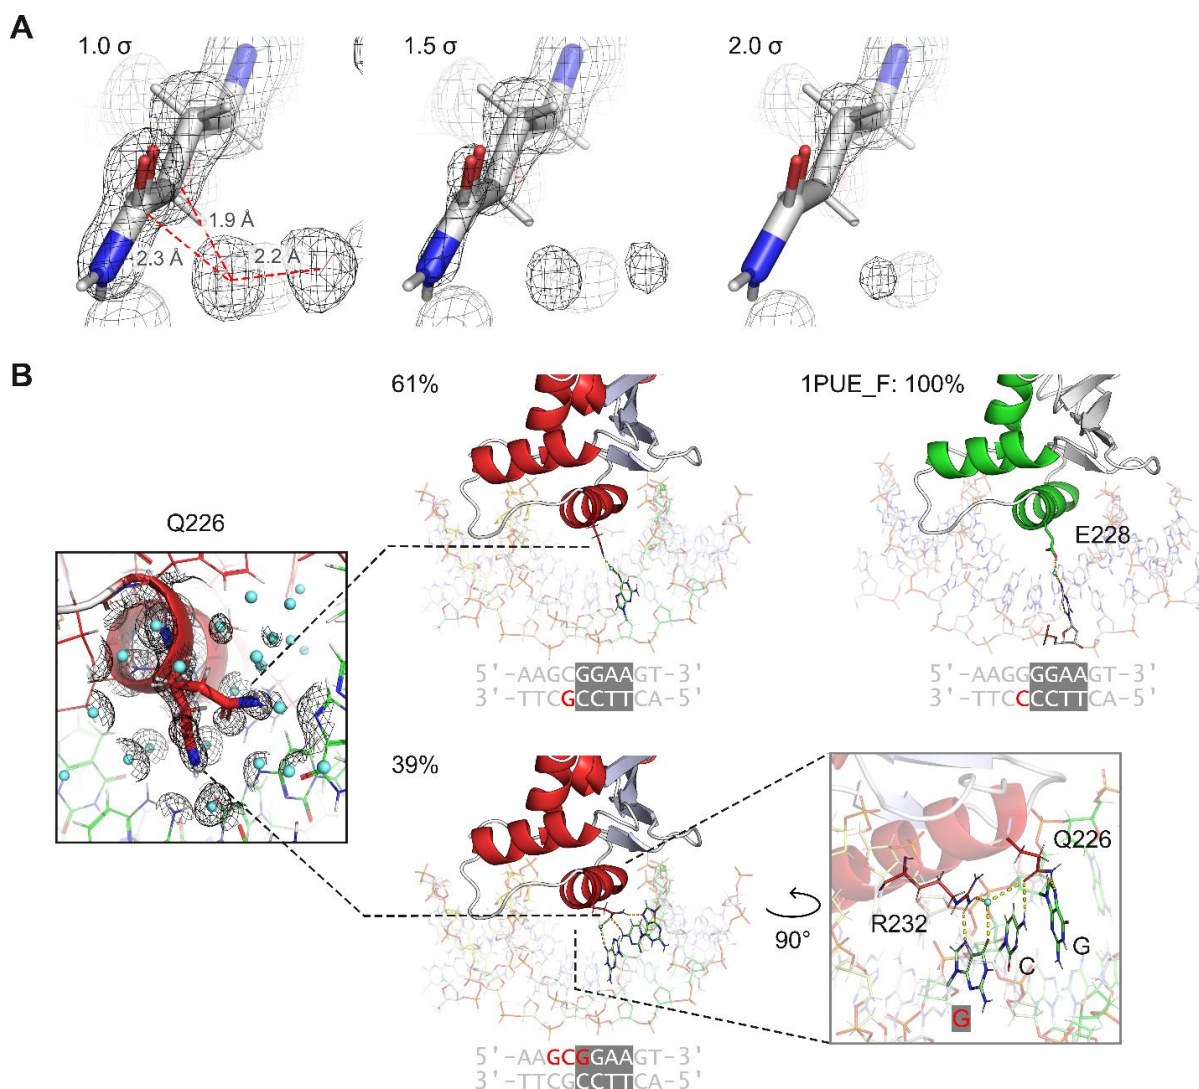 A
1.0 σ
1.5 σ
2.0 σ
1.9 Å
2.3 Å
2.2 Å
B
61%
1PUE_F: 100%
Q226
E228
5'-AAGCGGAAGT-3'
3'-TTCGCCTTCA-5'
5'-AAGGGGAAGT-3'
3'-TTCCCCTTCA-5'
39%
Q226
R232
90°
C
G
G
5'-AAGCGGAAGT-3'
3'-TTCGCCTTCA-5'